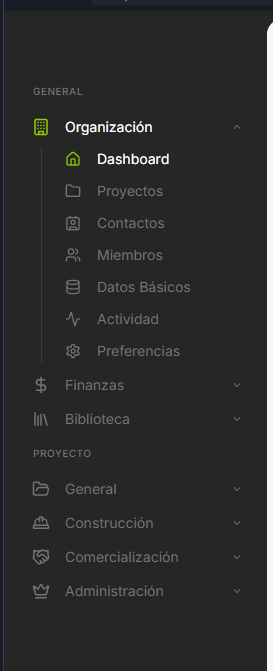 GENERAL
Organización
Dashboard
Proyectos
Contactos
Miembros
Datos Básicos
Actividad
Preferencias
Finanzas
Biblioteca
PROYECTO
General
Construcción
Comercialización
Administración